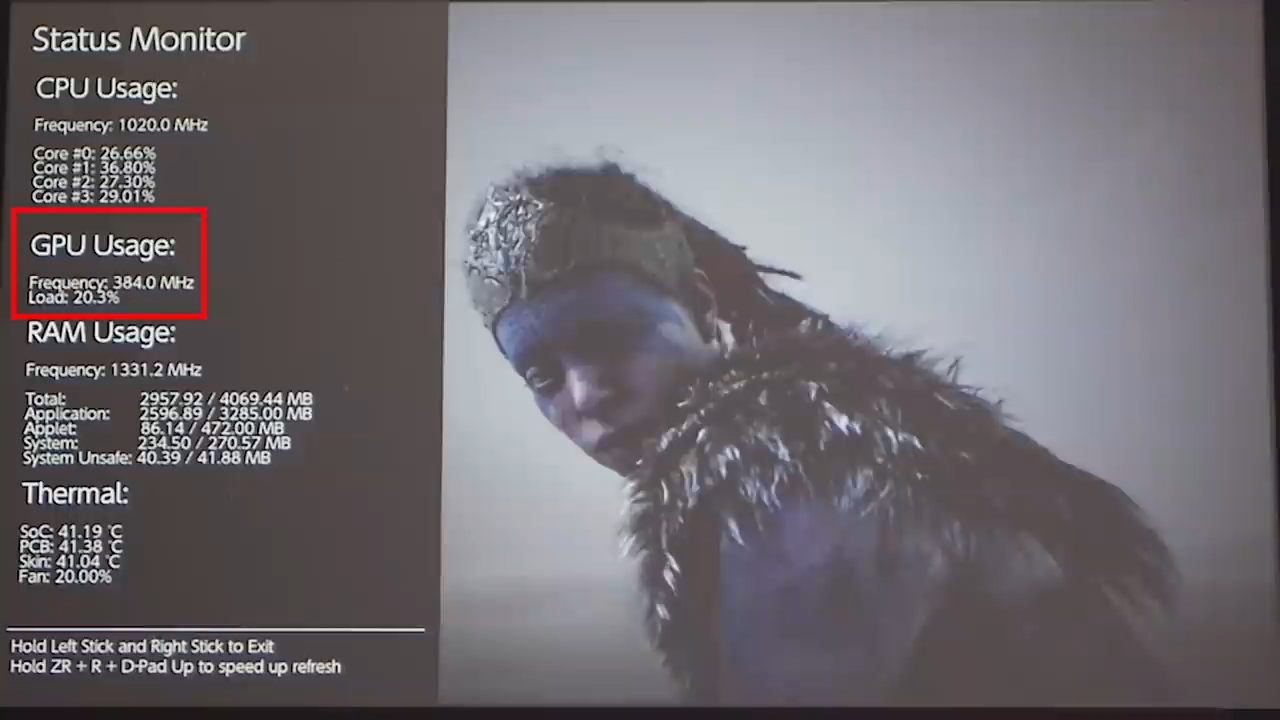 Status Monitor
CPU Usage:
Frequency: 1020.0 MHz
Core #0: 26.66%
Core #1: 36.80%
Core #2: 27.30%
Core #3: 29.01%
GPU Usage:
Frequency: 384.0 MHz
Load: 20.3%
RAM Usage:
Frequency: 1331.2 MHz
Total: 2957.92 / 4069.44 MB
Application: 2596.89 / 3285.00 MB
Applet: 86.14 / 472.00 MB
System: 234.50 / 270.57 MB
System Unsafe: 40.39 / 41.88 MB
Thermal:
SoC: 41.19 °C
PCB: 41.38 °C
Skin: 41.04 °C
Fan: 20.00%
Hold Left Stick and Right Stick to Exit
Hold ZR + R + D-Pad Up to speed up refresh